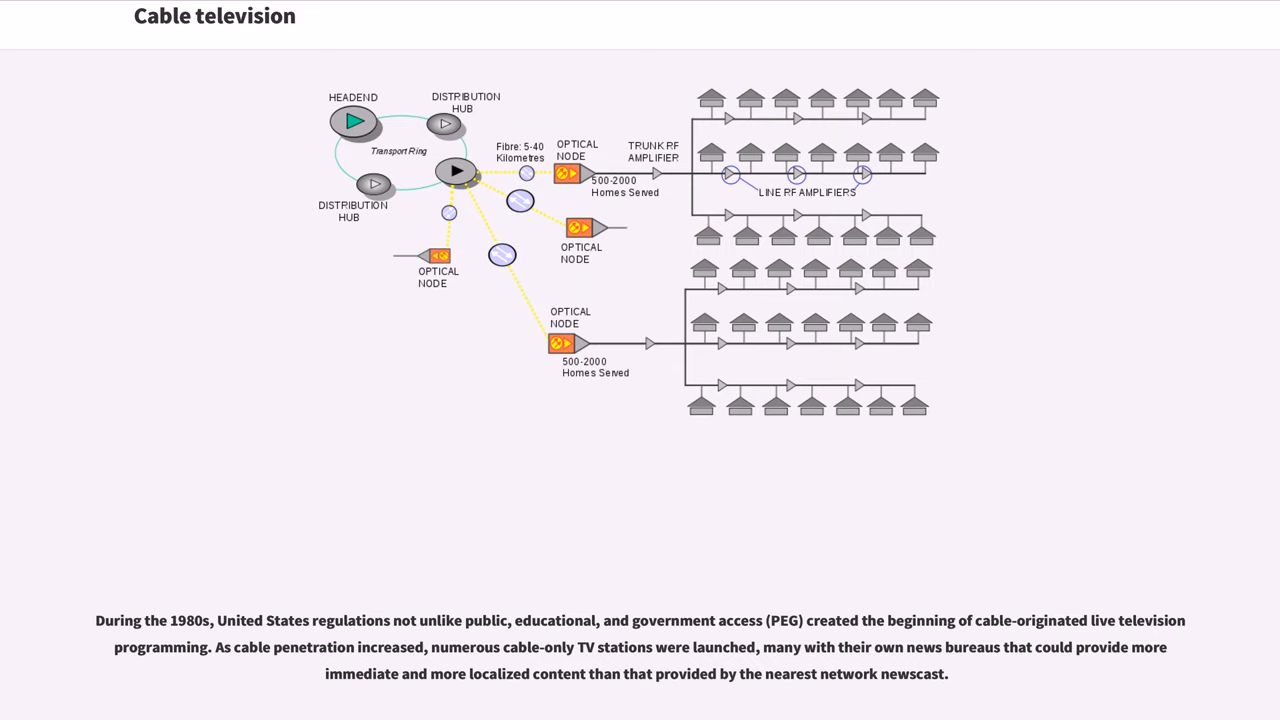 Cable television
HEADEND
DISTRIBUTION
HUB
Transport Ring
Fibre: 5-40
Kilometres
OPTICAL
NODE
TRUNK RF
AMPLIFIER
500-2000
Homes Served
LINE RF AMPLIFIERS
DISTRIBUTION
HUB
OPTICAL
NODE
OPTICAL
NODE
OPTICAL
NODE
500-2000
Homes Served
During the 1980s, United States regulations not unlike public, educational, and government access (PEG) created the beginning of cable-originated live television
programming. As cable penetration increased, numerous cable-only TV stations were launched, many with their own news bureaus that could provide more
immediate and more localized content than that provided by the nearest network newscast.